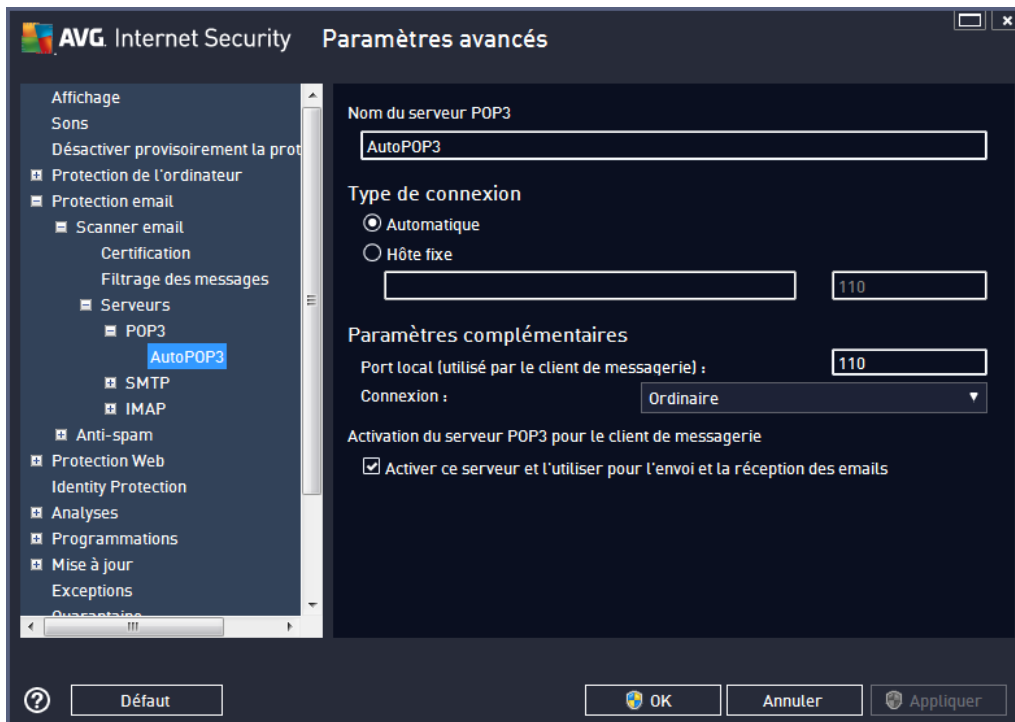 AVG. Internet Security Paramètres avancés
Affichage
Sons
Désactiver provisoirement la prot
Protection de l'ordinateur
Protection email
Scanner email
Certification
Filtrage des messages
Serveurs
POP3
AutoPOP3
SMTP
IMAP
Anti-spam
Protection Web
Identity Protection
Analyses
Programmations
Mise à jour
Exceptions
Quarantaine
Nom du serveur POP3
AutoPOP3
Type de connexion
Automatique
Hôte fixe
110
Paramètres complémentaires
Port local (utilisé par le client de messagerie) : 110
Connexion : Ordinaire
Activation du serveur POP3 pour le client de messagerie
Activer ce serveur et l'utiliser pour l'envoi et la réception des emails
Défaut OK Annuler Appliquer